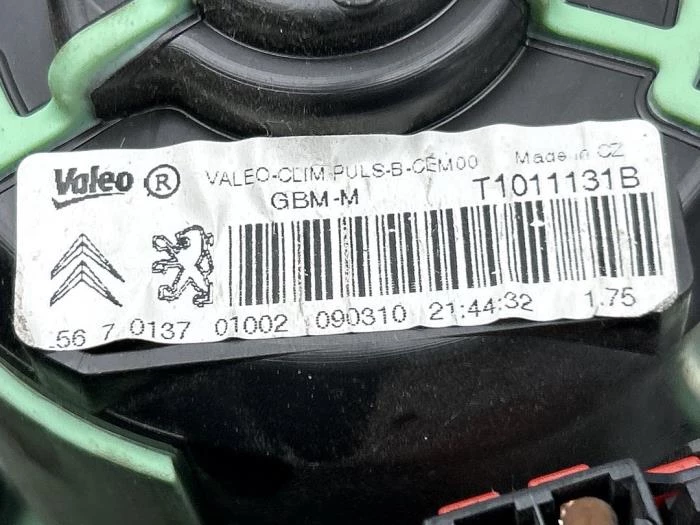 Valeo ® VALEO-CLIM PULS-B-CEM00 Made in CZ
GBM-M T1011131B
56 7 0137 01002 090310 21:44:32 1.75